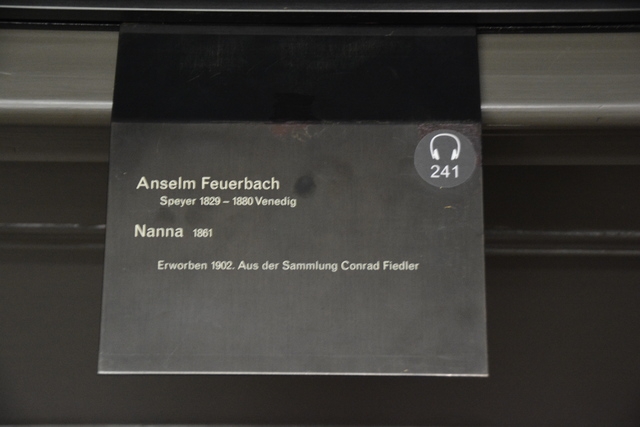 Anselm Feuerbach
Speyer 1829 – 1880 Venedig
241
Nanna 1861
Erworben 1902. Aus der Sammlung Conrad Fiedler